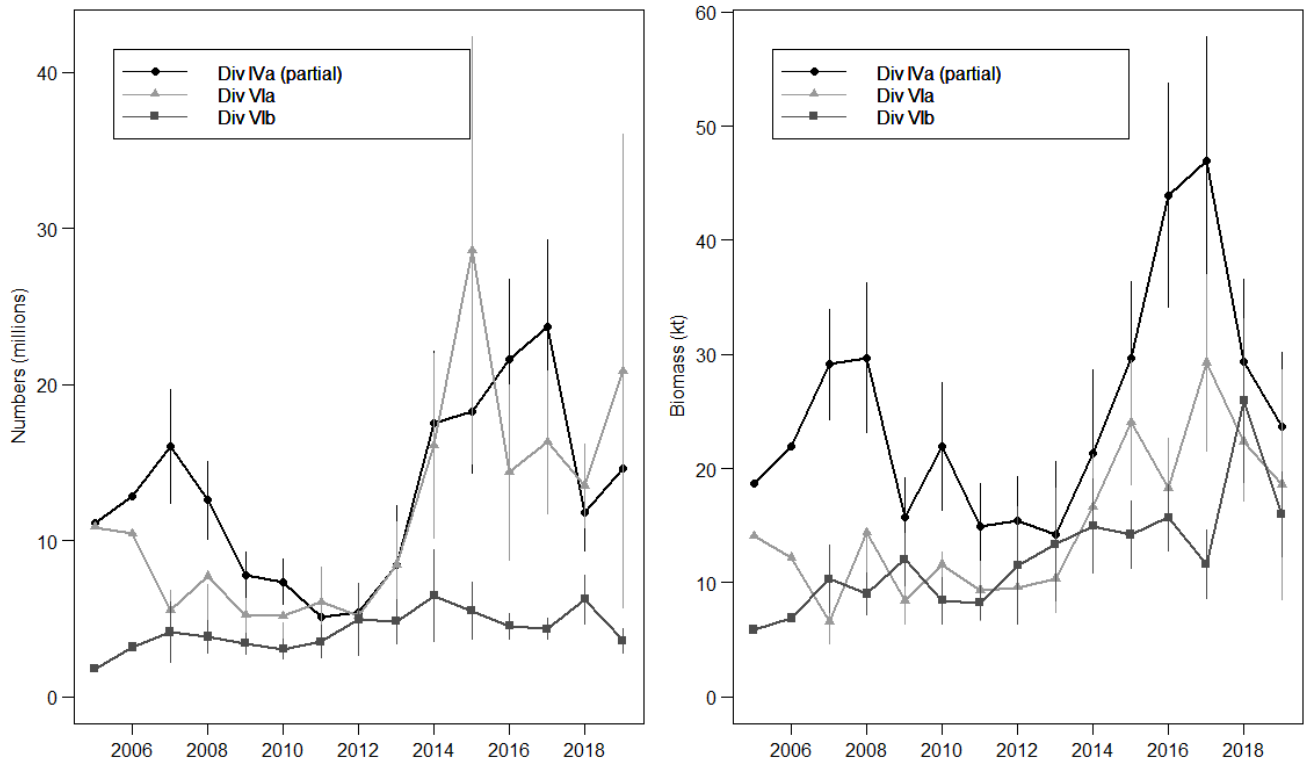 Numbers (millions)
40
30
20
10
0
Div IVa (partial)
Div VIa
Div VIb
2006 2008 2010 2012 2014 2016 2018
Biomass (kt)
60
50
40
30
20
10
0
Div IVa (partial)
Div VIa
Div VIb
2006 2008 2010 2012 2014 2016 2018